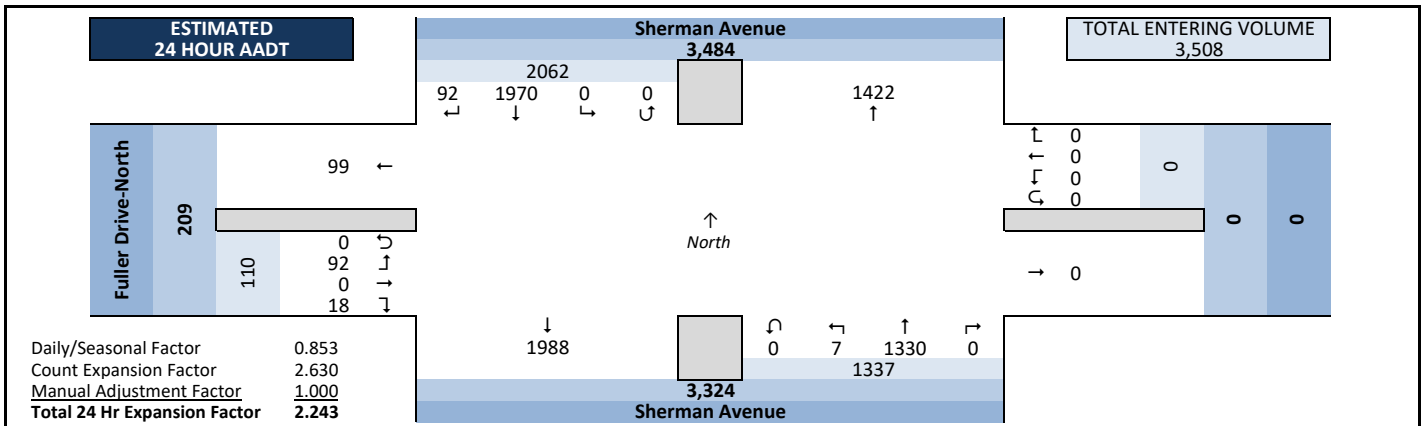 ESTIMATED
24 HOUR AADT
Sherman Avenue
3,484
TOTAL ENTERING VOLUME
3,508
2062
92 1970 0 0
↵ ↓ ↳ ↺
1422
↑
Fuller Drive-North
209
99 ←
110
0 ⮌
92 ↰
0 →
18 ↴
↑
North
↑ 0
← 0
↓ 0
⮎ 0
0
0
0
→ 0
↓
1988
↶ ↰ ↑ ↱
0 7 1330 0
1337
3,324
Sherman Avenue
Daily/Seasonal Factor 0.853
Count Expansion Factor 2.630
Manual Adjustment Factor 1.000
Total 24 Hr Expansion Factor 2.243